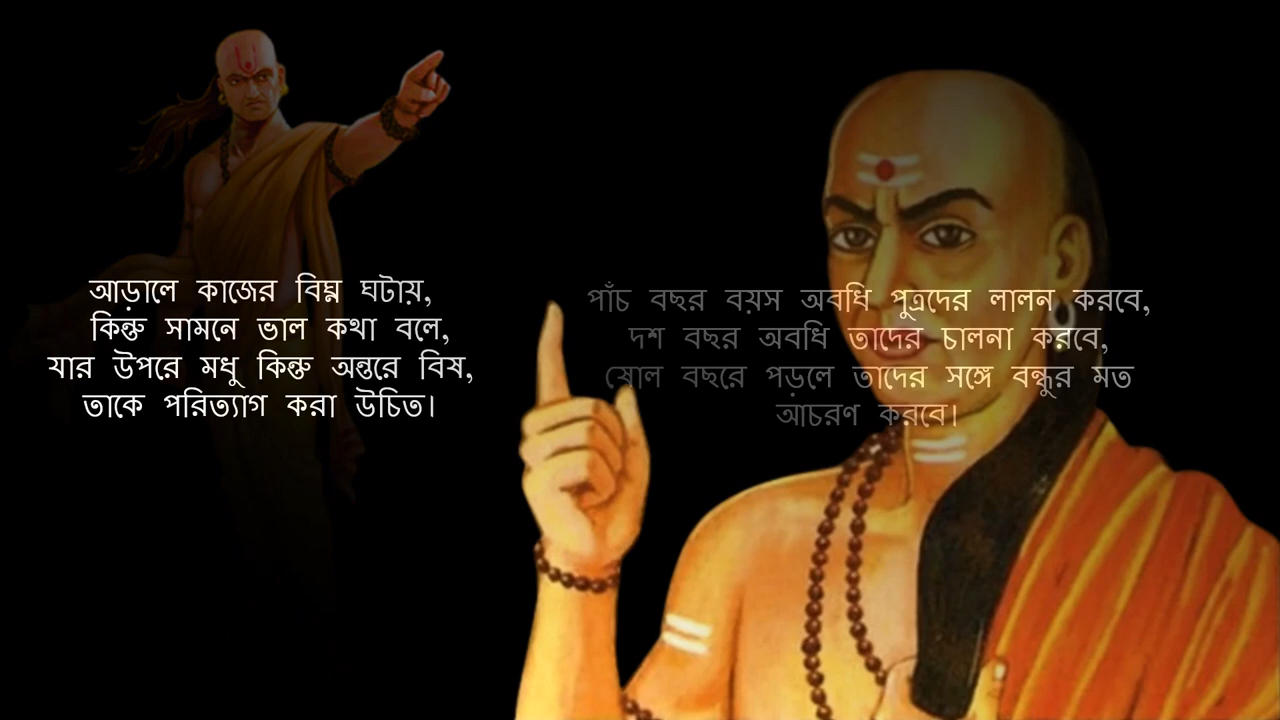 আড়ালে কাজের বিঘ্ন ঘটায়,
কিন্তু সামনে ভাল কথা বলে,
যার উপরে মধু কিন্তু অন্তরে বিষ,
তাকে পরিত্যাগ করা উচিত।
পাঁচ বছর বয়স অবধি পুত্রদের লালন করবে,
দশ বছর অবধি তাদের চালনা করবে,
ষোল বছরে পড়লে তাদের সঙ্গে বন্ধুর মত
আচরণ করবে।